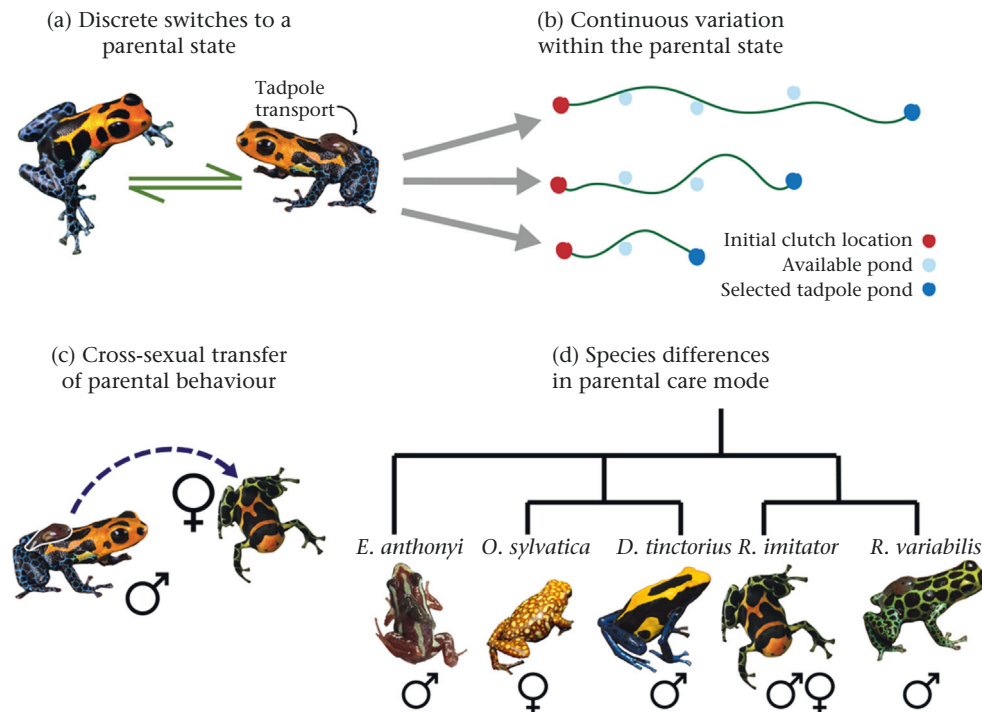 (a) Discrete switches to a
parental state
Tadpole
transport
(b) Continuous variation
within the parental state
Initial clutch location
Available pond
Selected tadpole pond
(c) Cross-sexual transfer
of parental behaviour
♂
♀
(d) Species differences
in parental care mode
E. anthonyi O. sylvatica D. tinctorius R. imitator R. variabilis
♂ ♀ ♂ ♂♀ ♂